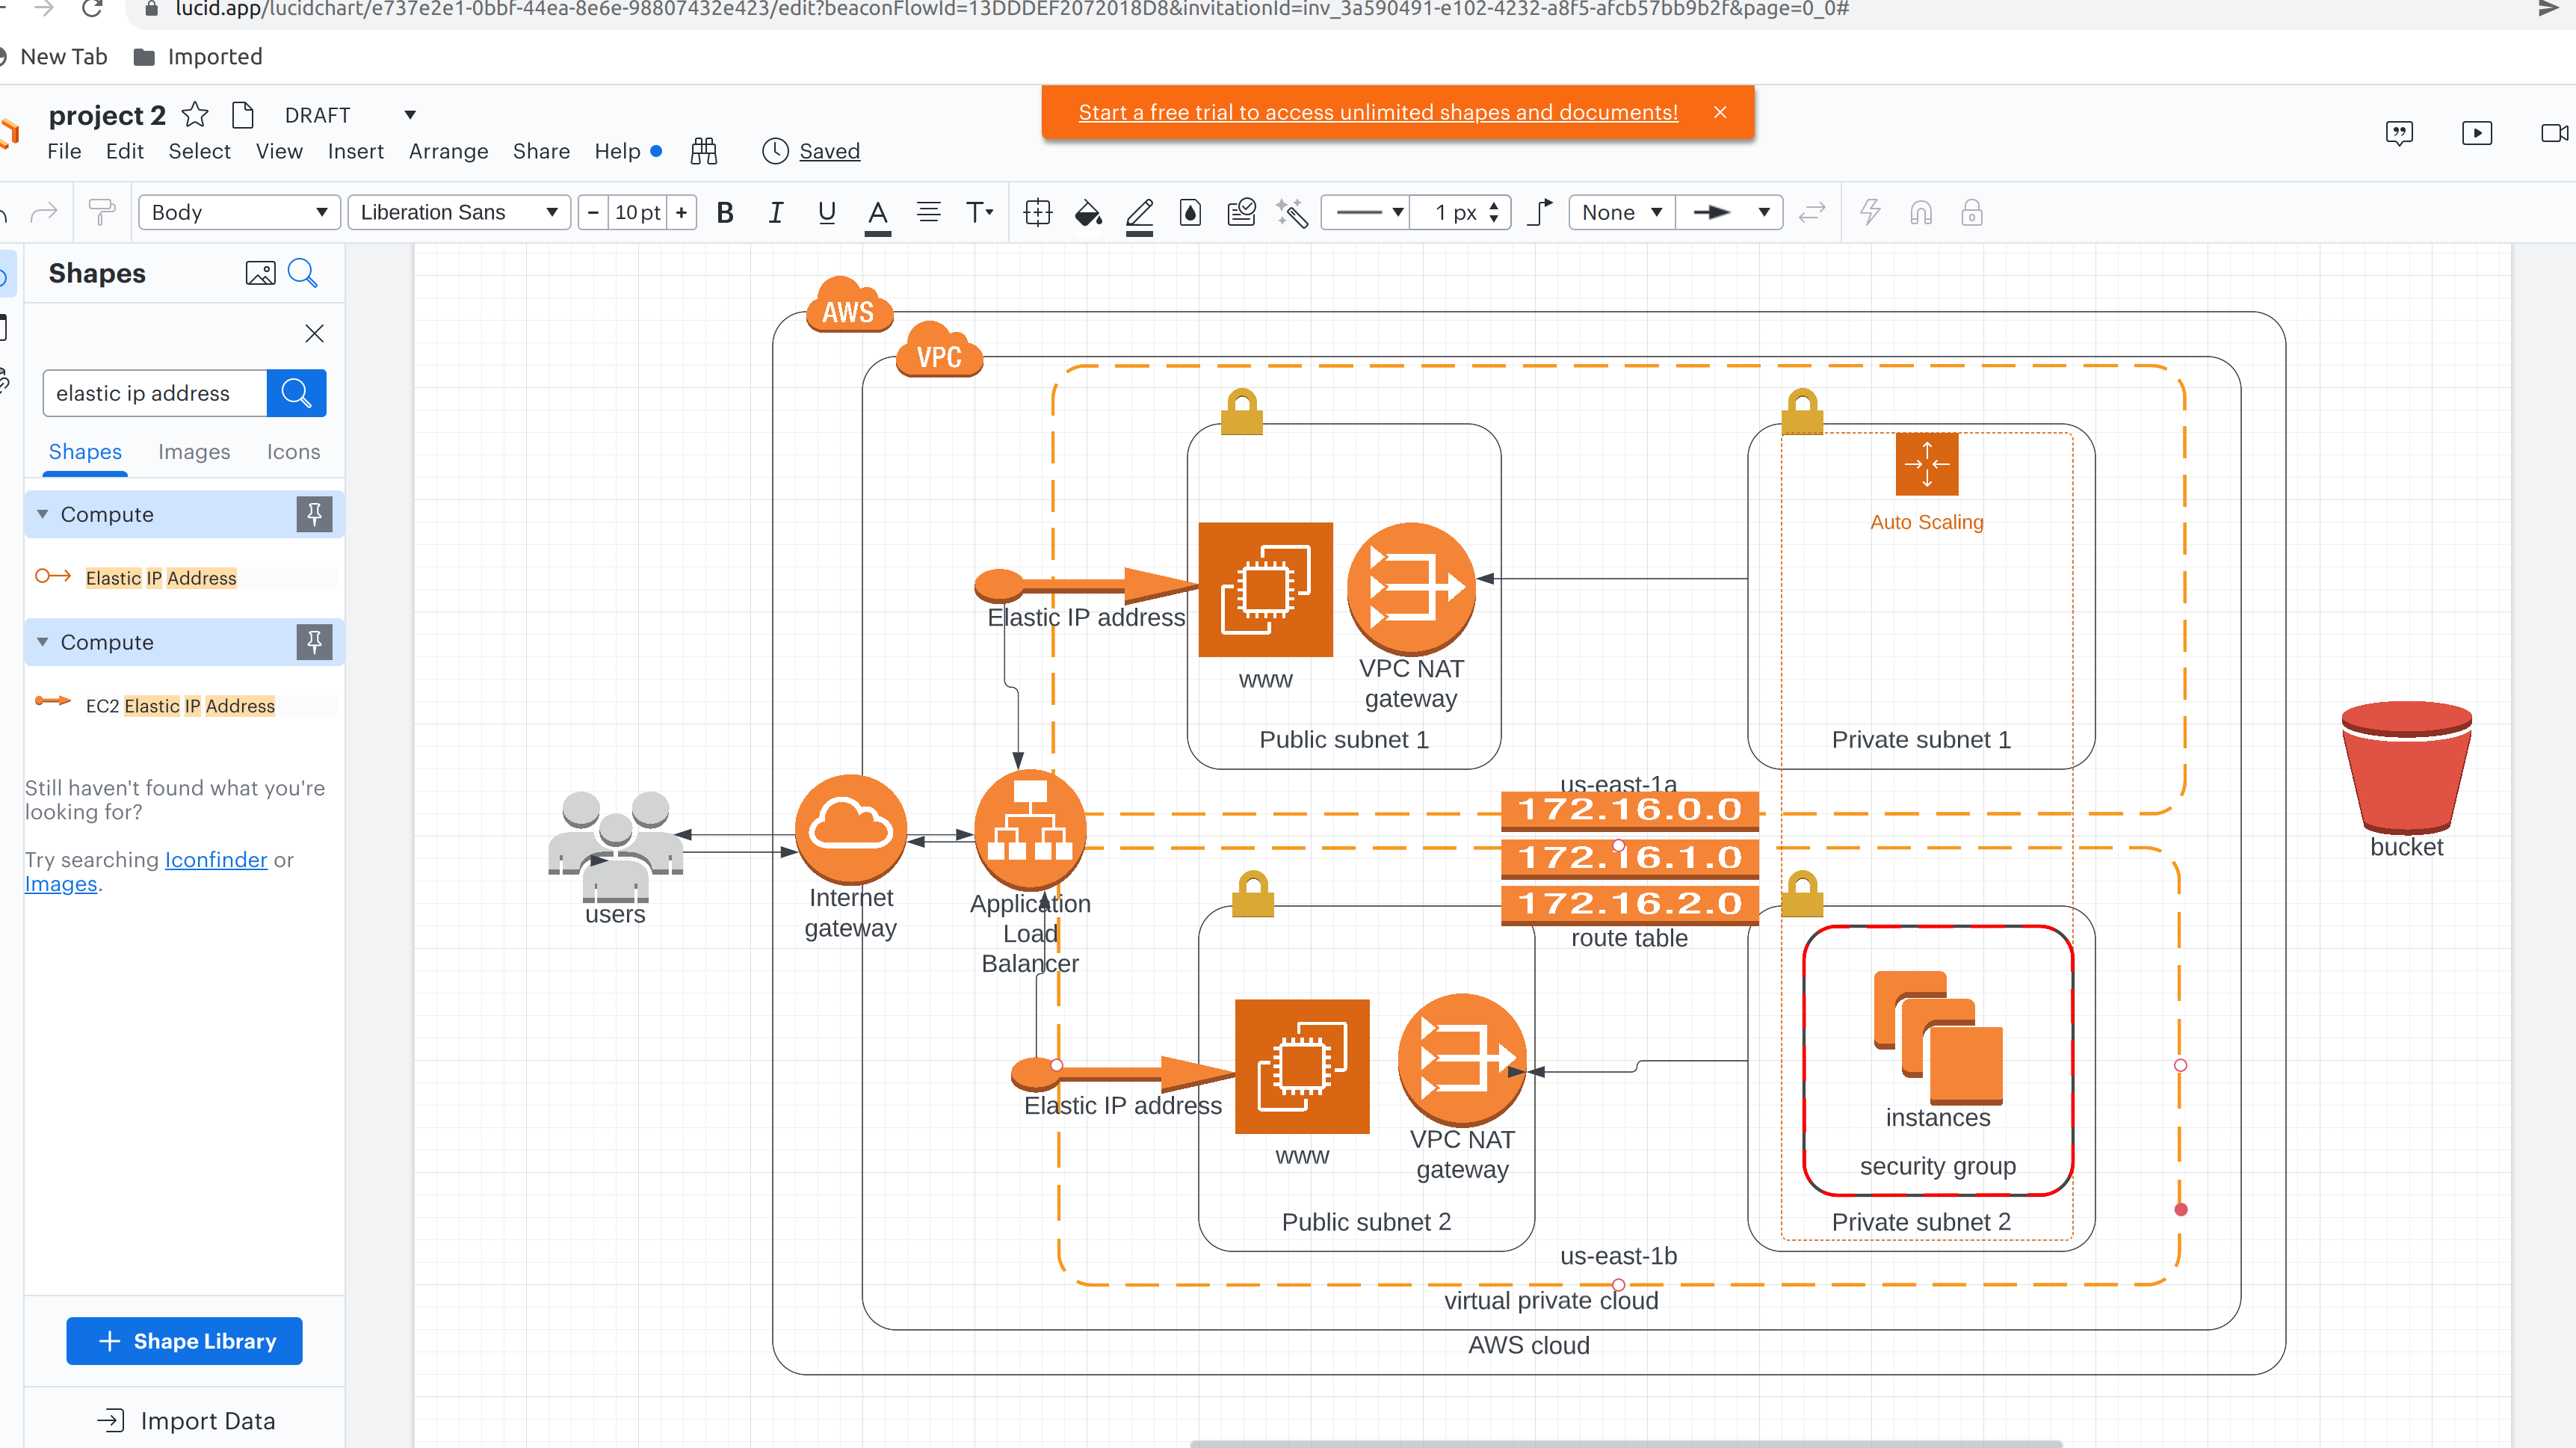 lucid.app/lucidchart/e737e2e1-0bbf-44ea-8e6e-98807432e423/edit?beaconFlowId=13DDDEF2072018D8&invitationId=inv_3a590491-e102-4232-a8f5-afcb57bb9b2f&page=0_0#
New Tab
Imported
project 2
DRAFT
Start a free trial to access unlimited shapes and documents!
File Edit Select View Insert Arrange Share Help
Saved
Body
Liberation Sans
− 10 pt +
B I U A T
1 px
None
Shapes
elastic ip address
Shapes Images Icons
Compute
Elastic IP Address
Compute
EC2 Elastic IP Address
Still haven't found what you're
looking for?
Try searching Iconfinder or
Images.
+ Shape Library
Import Data
AWS
VPC
Auto Scaling
Elastic IP address
www
VPC NAT
gateway
Public subnet 1
Private subnet 1
us-east-1a
172.16.0.0
172.16.1.0
172.16.2.0
route table
users
Internet
gateway
Application
Load
Balancer
bucket
Elastic IP address
www
VPC NAT
gateway
instances
security group
Public subnet 2
Private subnet 2
us-east-1b
virtual private cloud
AWS cloud